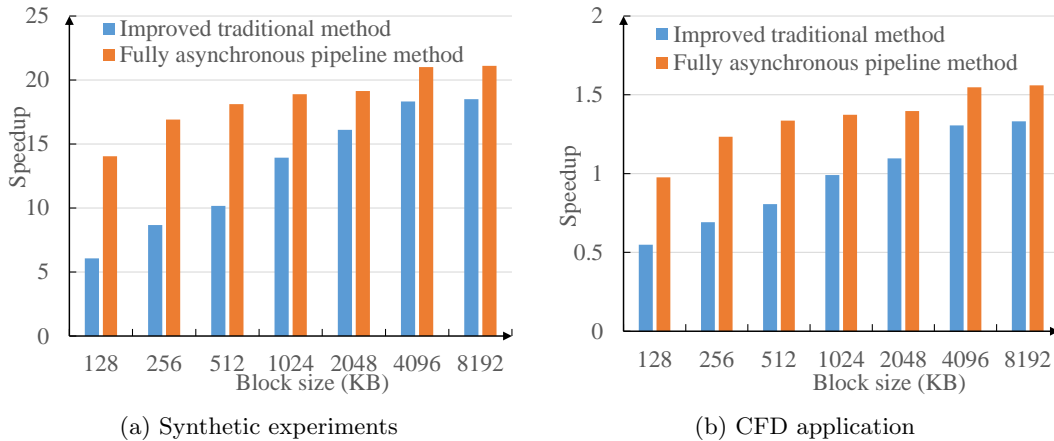 25
20
15
10
5
0
Speedup
Improved traditional method
Fully asynchronous pipeline method
128 256 512 1024 2048 4096 8192
Block size (KB)
(a) Synthetic experiments
2
1.5
1
0.5
0
Speedup
Improved traditional method
Fully asynchronous pipeline method
128 256 512 1024 2048 4096 8192
Block size (KB)
(b) CFD application